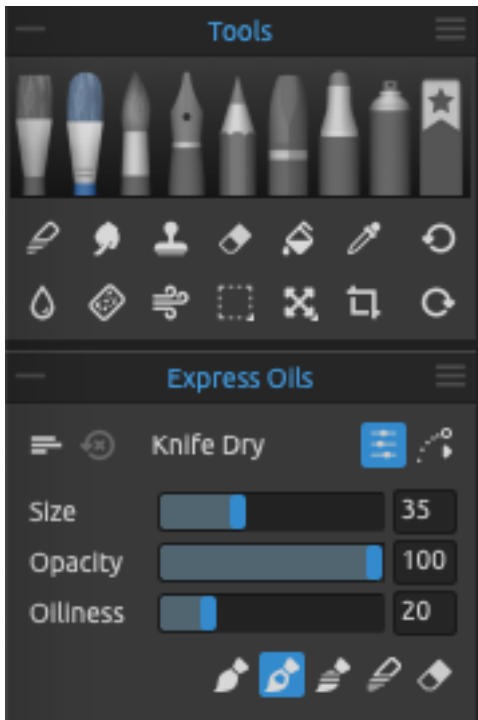 Tools
Express Oils
Knife Dry
Size 35
Opacity 100
Oiliness 20